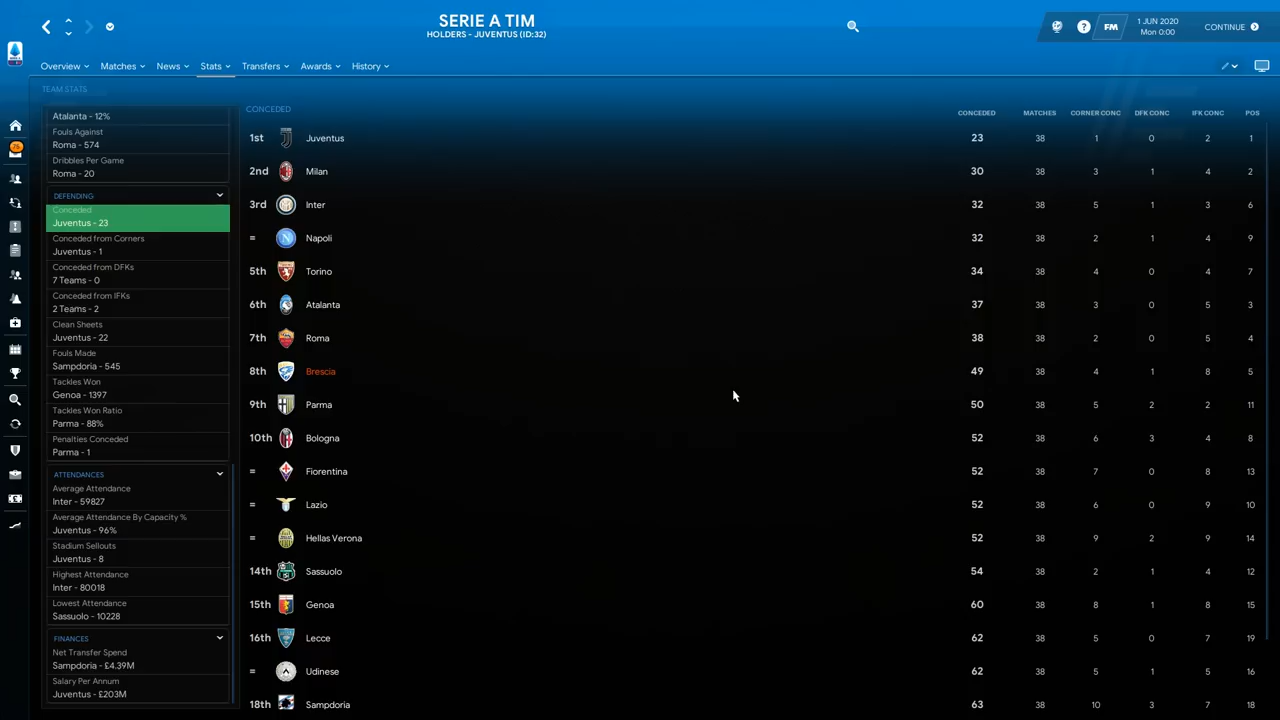 SERIE A TIM
HOLDERS - JUVENTUS (ID:32)
FM
1 JUN 2020
Mon 0:00
CONTINUE
Overview
Matches
News
Stats
Transfers
Awards
History
TEAM STATS
26
Atalanta - 12%
Fouls Against
Roma - 574
Dribbles Per Game
Roma - 20
DEFENDING
Conceded
Juventus - 23
Conceded from Corners
Juventus - 1
Conceded from DFKs
7 Teams - 0
Conceded from IFKs
2 Teams - 2
Clean Sheets
Juventus - 22
Fouls Made
Sampdoria - 545
Tackles Won
Genoa - 1397
Tackles Won Ratio
Parma - 88%
Penalties Conceded
Parma - 1
ATTENDANCES
Average Attendance
Inter - 59827
Average Attendance By Capacity %
Juventus - 96%
Stadium Sellouts
Juventus - 8
Highest Attendance
Inter - 80018
Lowest Attendance
Sassuolo - 10228
FINANCES
Net Transfer Spend
Sampdoria - £4.39M
Salary Per Annum
Juventus - £203M
CONCEDED
CONCEDED MATCHES CORNER CONC DFK CONC IFK CONC POS
1st Juventus 23 38 1 0 2 1
2nd Milan 30 38 3 1 4 2
3rd Inter 32 38 5 1 3 6
= Napoli 32 38 2 1 4 9
5th Torino 34 38 4 0 4 7
6th Atalanta 37 38 3 0 5 3
7th Roma 38 38 2 0 5 4
8th Brescia 49 38 4 1 8 5
9th Parma 50 38 5 2 2 11
10th Bologna 52 38 6 3 4 8
= Fiorentina 52 38 7 0 8 13
= Lazio 52 38 6 0 9 10
= Hellas Verona 52 38 9 2 9 14
14th Sassuolo 54 38 2 1 4 12
15th Genoa 60 38 8 1 8 15
16th Lecce 62 38 5 0 7 19
= Udinese 62 38 5 1 5 16
18th Sampdoria 63 38 10 3 7 18